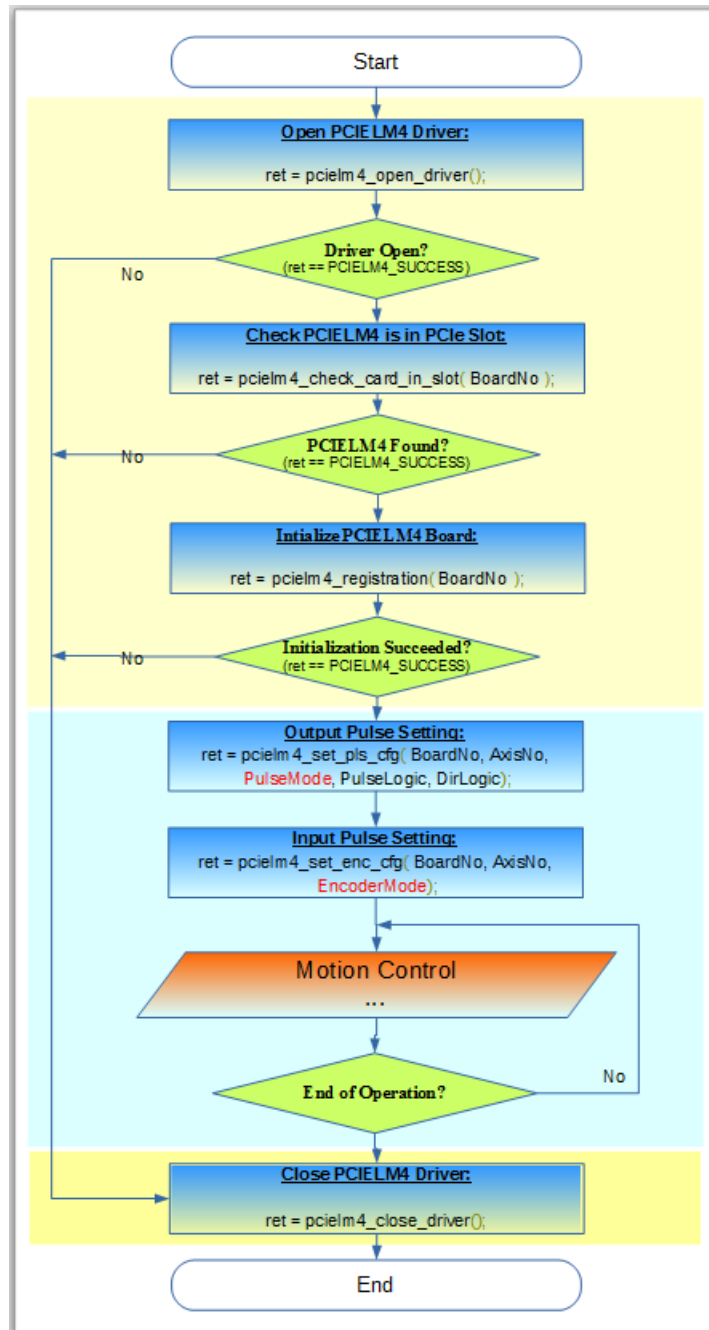 Start
Open PCIELM4 Driver:
ret = pcielm4_open_driver();
Driver Open?
(ret == PCIELM4_SUCCESS)
No
Check PCIELM4 is in PCIe Slot:
ret = pcielm4_check_card_in_slot( BoardNo );
PCIELM4 Found?
(ret == PCIELM4_SUCCESS)
No
Intialize PCIELM4 Board:
ret = pcielm4_registration( BoardNo );
Initialization Succeeded?
(ret == PCIELM4_SUCCESS)
No
Output Pulse Setting:
ret = pcielm4_set_pls_cfg( BoardNo, AxisNo,
PulseMode, PulseLogic, DirLogic);
Input Pulse Setting:
ret = pcielm4_set_enc_cfg( BoardNo, AxisNo,
EncoderMode);
Motion Control
...
End of Operation?
No
Close PCIELM4 Driver:
ret = pcielm4_close_driver();
End